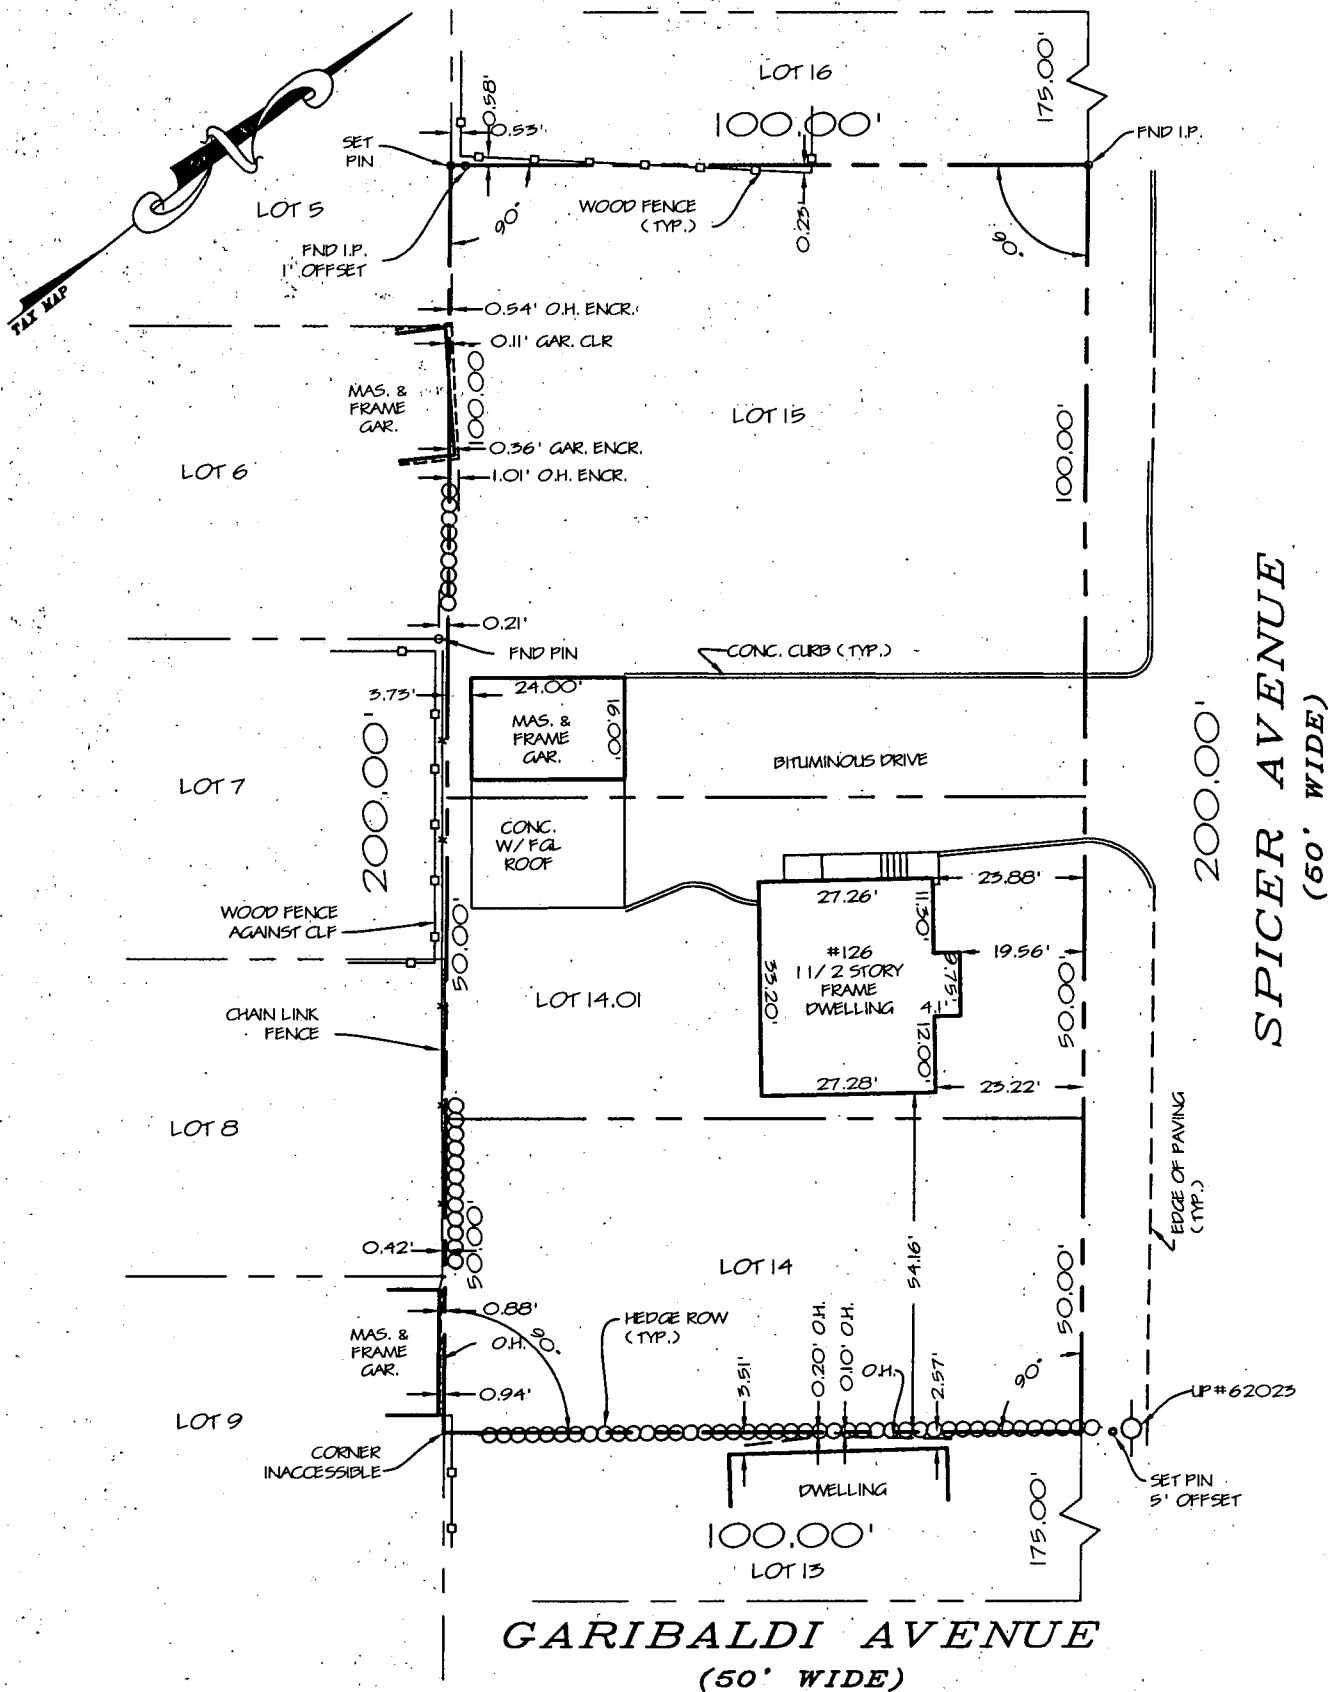 LOT 16
175.00'
0.58'
0.53'
100.00'
FND I.P.
SET
PIN
LOT 5
90°
WOOD FENCE
(TYP.)
0.23'
90°
FND I.P.
1" OFFSET
TAX MAP
0.54' O.H. ENCR.
0.11' GAR. CLR
MAS. &
FRAME
GAR.
100.00'
LOT 15
100.00'
0.36' GAR. ENCR.
LOT 6
1.01' O.H. ENCR.
0.21'
FND PIN
CONC. CURB (TYP.)
3.73'
24.00'
MAS. &
FRAME
GAR.
16.00'
BITUMINOUS DRIVE
LOT 7
200.00'
200.00'
SPICER AVENUE
(50' WIDE)
CONC.
W/ FGL
ROOF
27.26'
11.30'
23.88'
WOOD FENCE
AGAINST CLF
50.00'
#126
1 1/2 STORY
FRAME
DWELLING
19.56'
9.75'
4.1'
33.20'
LOT 14.01
12.00'
50.00'
CHAIN LINK
FENCE
27.28'
23.22'
LOT 8
EDGE OF PAVING
(TYP.)
0.42'
50.00'
LOT 14
54.16'
50.00'
0.88'
HEDGE ROW
(TYP.)
MAS. &
FRAME
GAR.
O.H.
90°
3.51'
0.20' O.H.
0.10' O.H.
O.H.
2.57'
90°
0.94'
UP#62023
LOT 9
CORNER
INACCESSIBLE
DWELLING
SET PIN
5' OFFSET
100.00'
175.00'
LOT 13
GARIBALDI AVENUE
(50' WIDE)